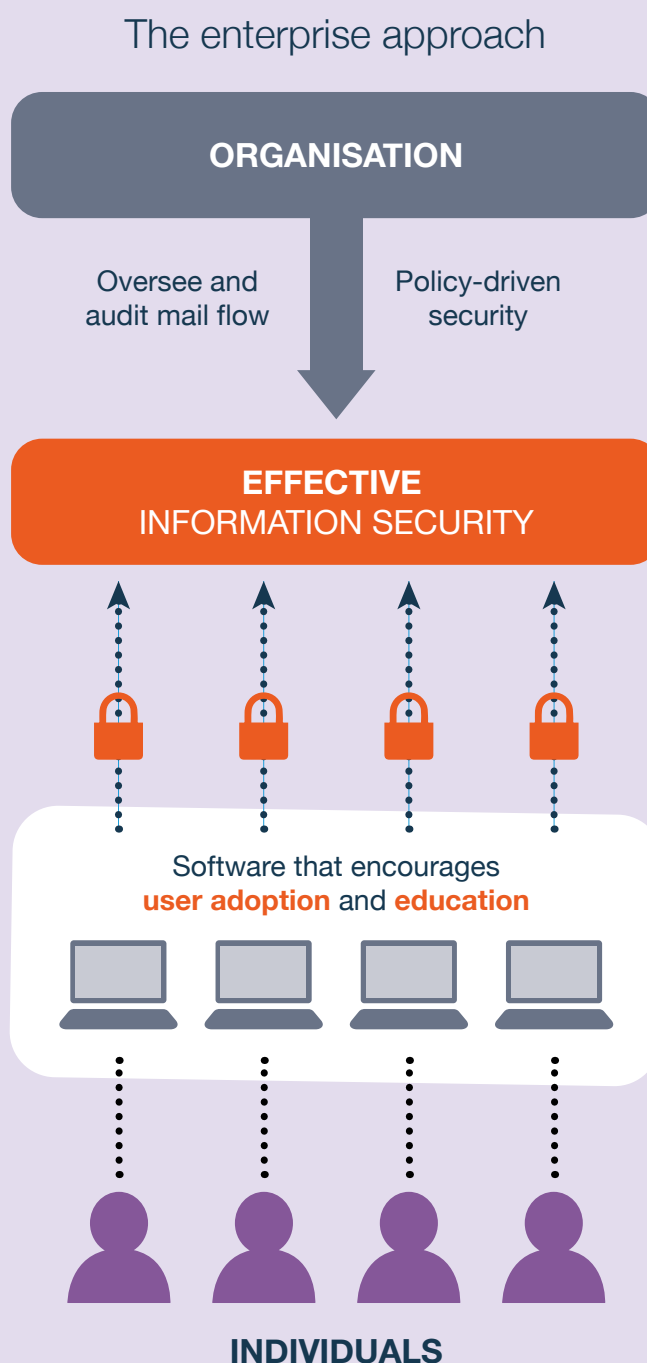 The enterprise approach
ORGANISATION
Oversee and
audit mail flow
Policy-driven
security
EFFECTIVE
INFORMATION SECURITY
Software that encourages
user adoption and education
INDIVIDUALS